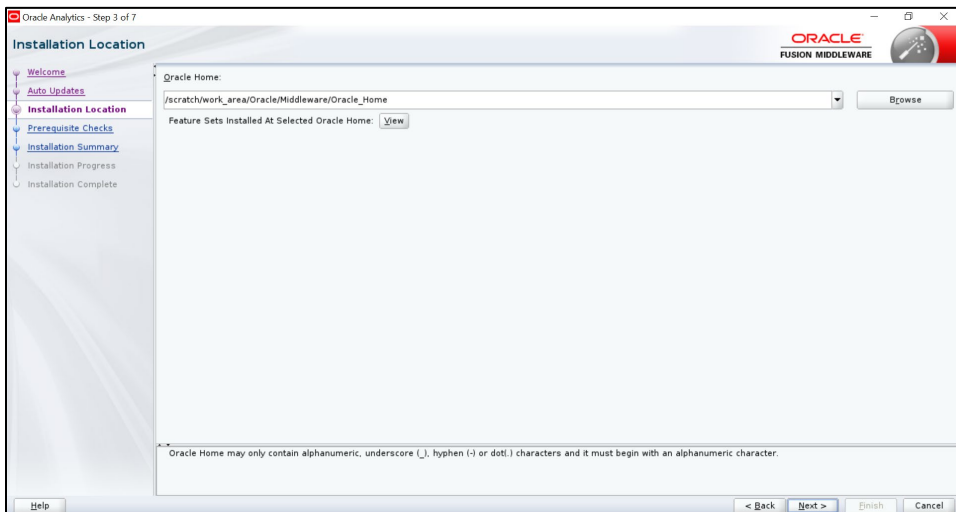 Oracle Analytics - Step 3 of 7
Installation Location
ORACLE
FUSION MIDDLEWARE
Welcome
Auto Updates
Installation Location
Prerequisite Checks
Installation Summary
Installation Progress
Installation Complete
Oracle Home:
/scratch/work_area/Oracle/Middleware/Oracle_Home
Browse
Feature Sets Installed At Selected Oracle Home: View
Oracle Home may only contain alphanumeric, underscore (_), hyphen (-) or dot(.) characters and it must begin with an alphanumeric character.
Help
< Back Next > Finish Cancel